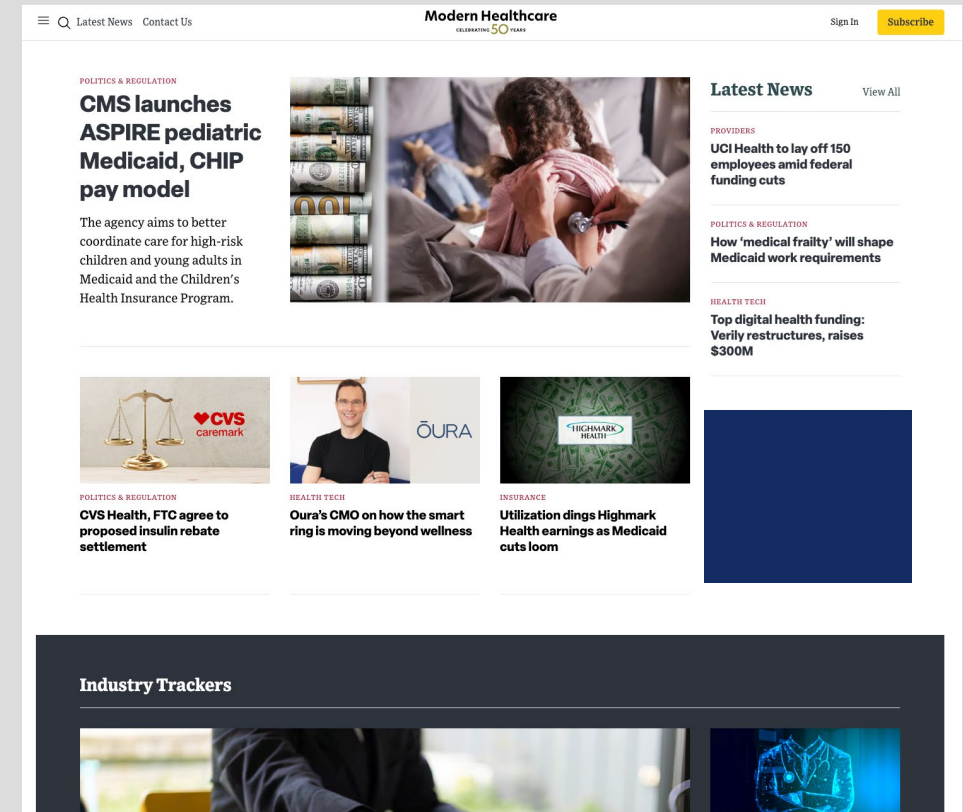 Latest News Contact Us
Modern Healthcare
CELEBRATING 50 YEARS
Sign In
Subscribe
POLITICS & REGULATION
CMS launches
ASPIRE pediatric
Medicaid, CHIP
pay model
The agency aims to better
coordinate care for high-risk
children and young adults in
Medicaid and the Children's
Health Insurance Program.
Latest News
View All
PROVIDERS
UCI Health to lay off 150
employees amid federal
funding cuts
POLITICS & REGULATION
How ‘medical frailty’ will shape
Medicaid work requirements
HEALTH TECH
Top digital health funding:
Verily restructures, raises
$300M
CVS
caremark
POLITICS & REGULATION
CVS Health, FTC agree to
proposed insulin rebate
settlement
ŌURA
HEALTH TECH
Oura’s CMO on how the smart
ring is moving beyond wellness
HIGHMARK
HEALTH
INSURANCE
Utilization dings Highmark
Health earnings as Medicaid
cuts loom
Industry Trackers